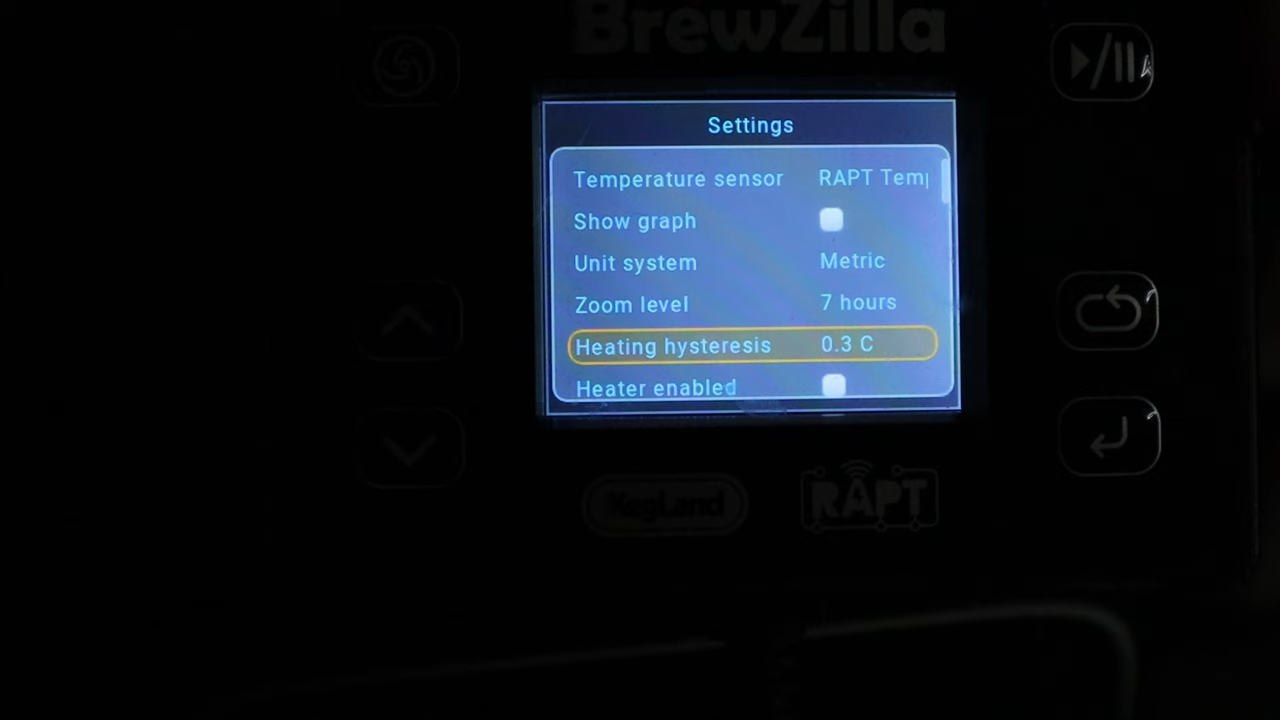 BrewZilla
Settings
Temperature sensor RAPT Temp
Show graph
Unit system Metric
Zoom level 7 hours
Heating hysteresis 0.3 C
Heater enabled
KegLand
RAPT